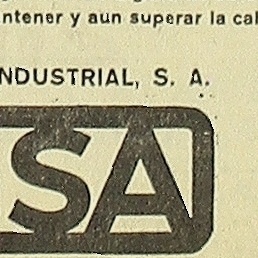 ntener y aun superar la cal
NDUSTRIAL, S. A.
SA